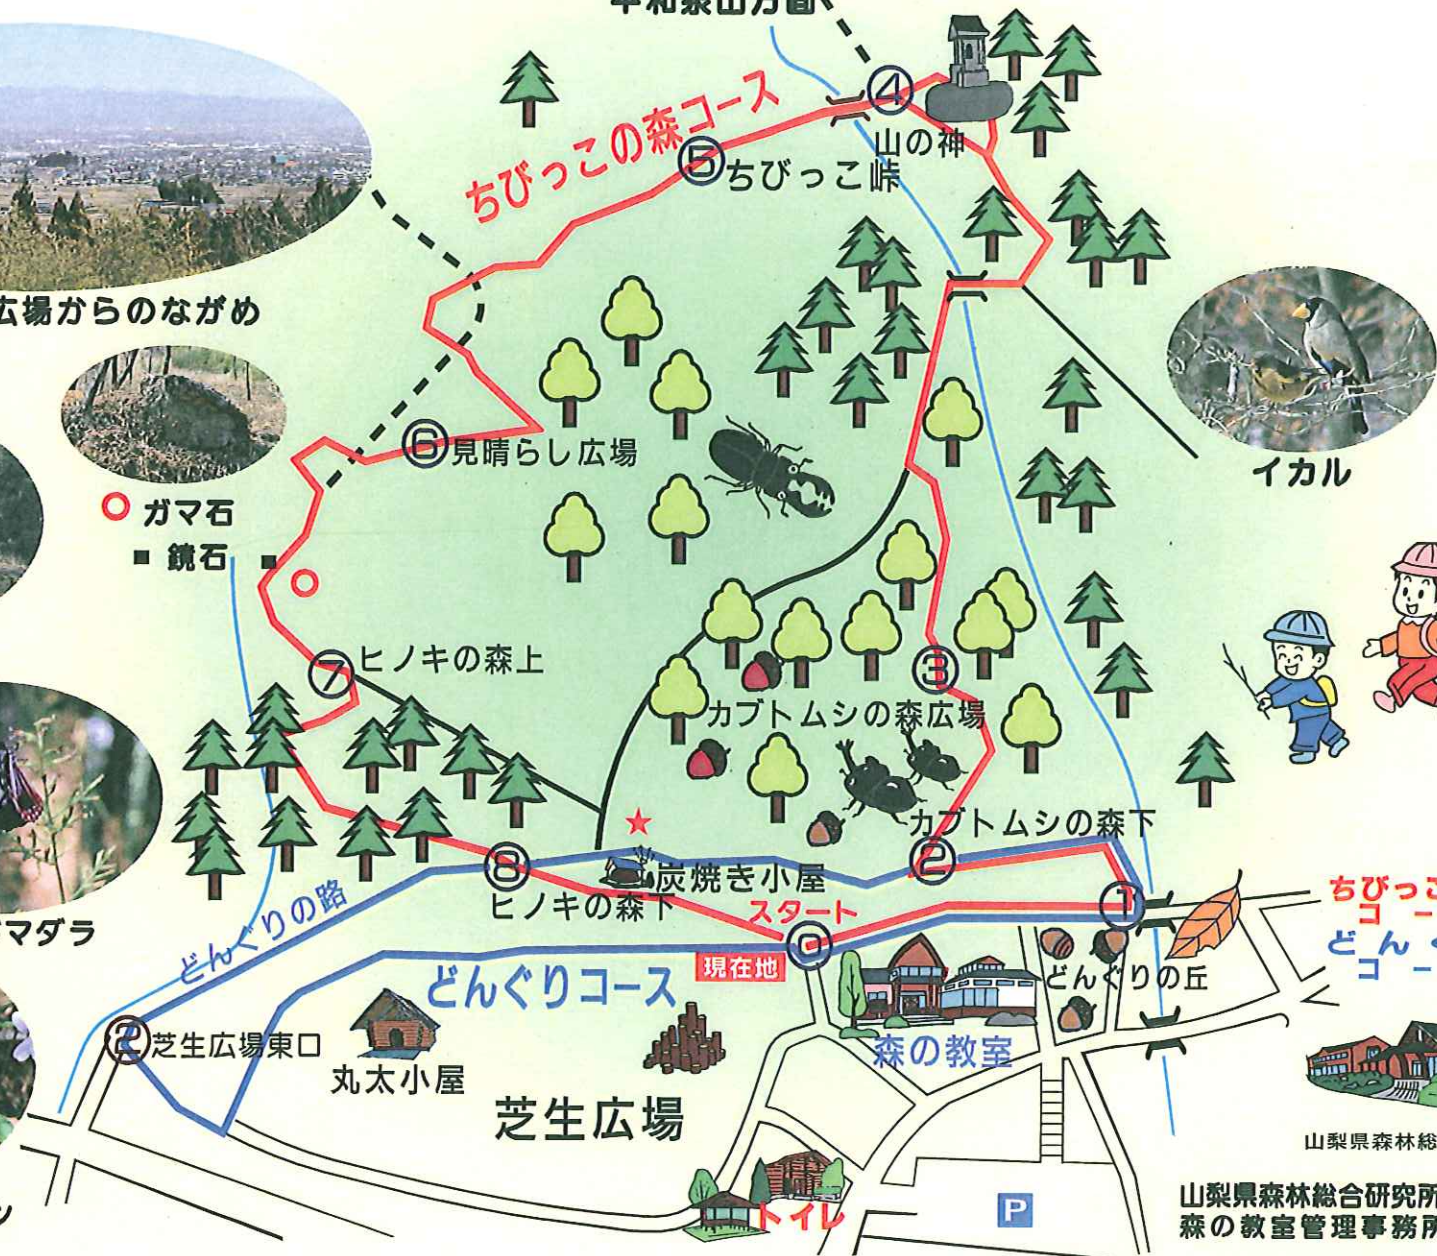 ちびっこの森コース
④
山の神
⑤
ちびっこ峠
広場からのながめ
⑥
見晴らし広場
イカル
ガマ石
鏡石
⑦
ヒノキの森上
③
カブトムシの森広場
カブトムシの森下
②
炭焼き小屋
⑧
ヒノキの森下
スタート
①
⓪
現在地
どんぐりの路
マダラ
どんぐりコース
どんぐりの丘
ちびっこ
コー
どんぐ
コー
②
芝生広場東口
丸太小屋
森の教室
芝生広場
山梨県森林総
山梨県森林総合研究所
森の教室管理事務所
P
トイレ